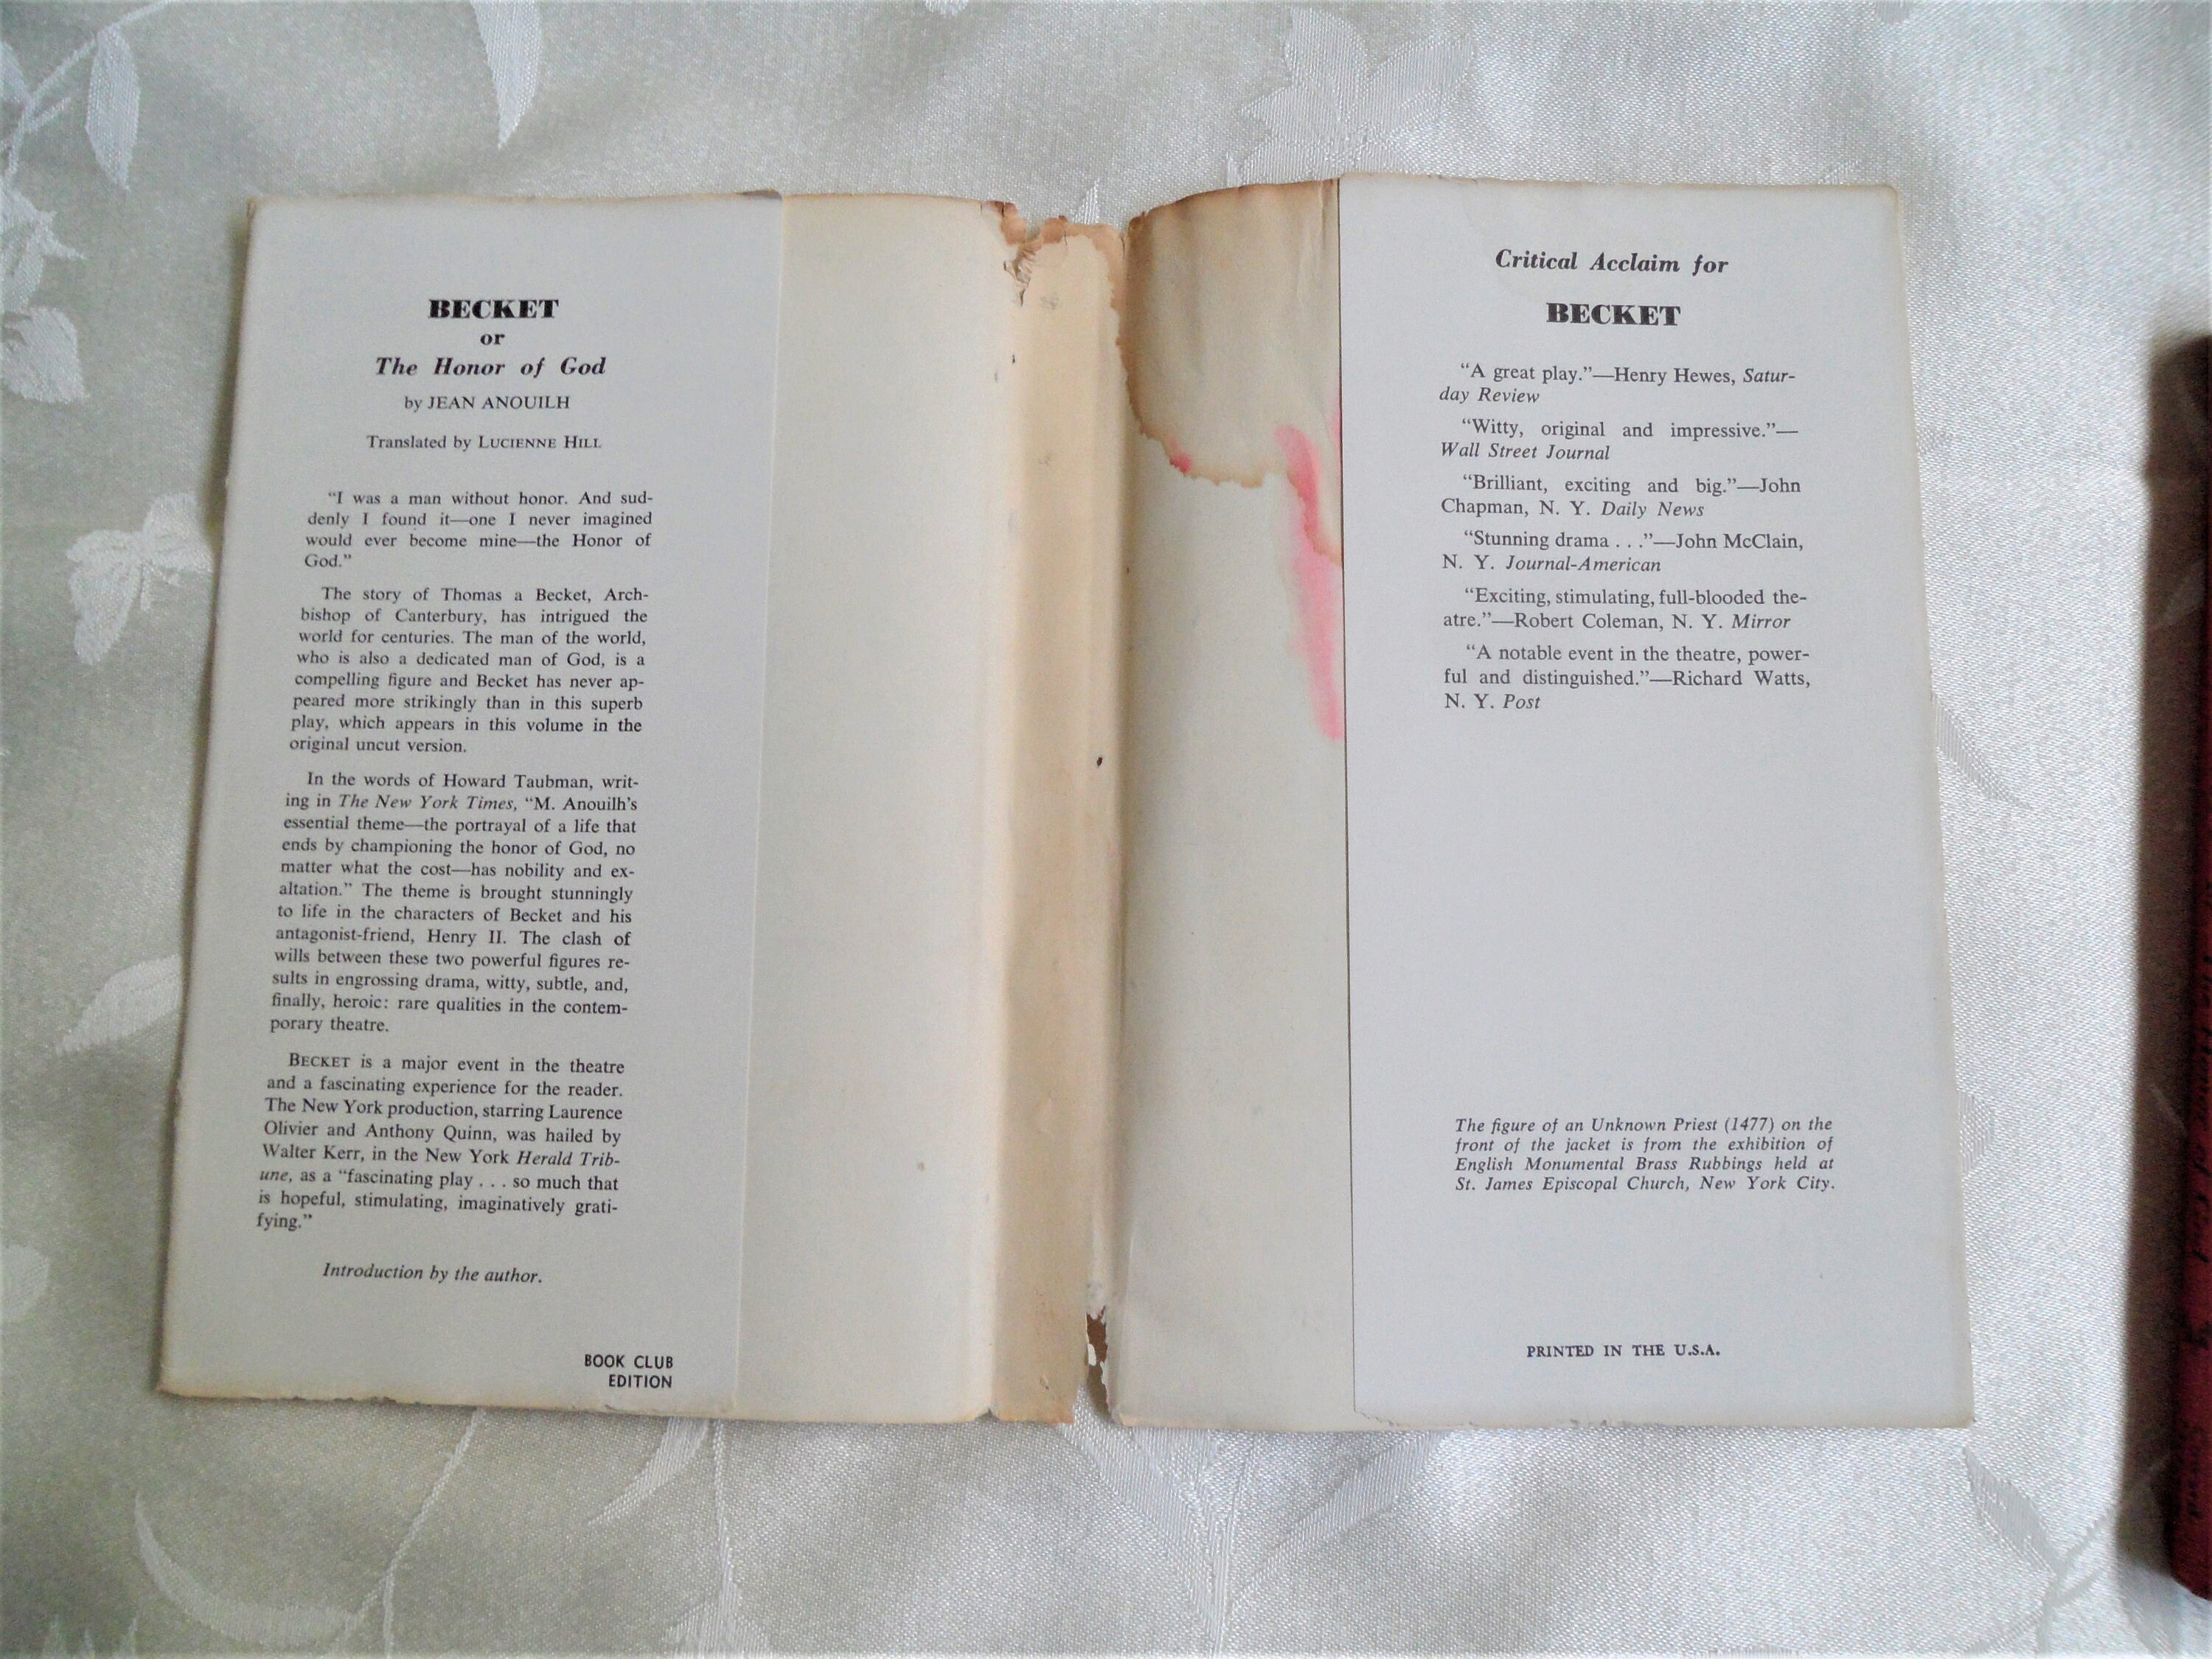 BECKET
or
The Honor of God
by JEAN ANOUILH
Translated by LUCIENNE HILL
“I was a man without honor. And sud-
denly I found it—one I never imagined
would ever become mine—the Honor of
God.”
The story of Thomas a Becket, Arch-
bishop of Canterbury, has intrigued the
world for centuries. The man of the world,
who is also a dedicated man of God, is a
compelling figure and Becket has never ap-
peared more strikingly than in this superb
play, which appears in this volume in the
original uncut version.
In the words of Howard Taubman, writ-
ing in The New York Times, “M. Anouilh's
essential theme—the portrayal of a life that
ends by championing the honor of God, no
matter what the cost—has nobility and ex-
altation.” The theme is brought stunningly
to life in the characters of Becket and his
antagonist-friend, Henry II. The clash of
wills between these two powerful figures re-
sults in engrossing drama, witty, subtle, and,
finally, heroic: rare qualities in the contem-
porary theatre.
BECKET is a major event in the theatre
and a fascinating experience for the reader.
The New York production, starring Laurence
Olivier and Anthony Quinn, was hailed by
Walter Kerr, in the New York Herald Trib-
une, as a “fascinating play . . . so much that
is hopeful, stimulating, imaginatively grati-
fying.”
Introduction by the author.
BOOK CLUB
EDITION
Critical Acclaim for
BECKET
“A great play.”—Henry Hewes, Satur-
day Review
“Witty, original and impressive.”—
Wall Street Journal
“Brilliant, exciting and big.”—John
Chapman, N. Y. Daily News
“Stunning drama . . .”—John McClain,
N. Y. Journal-American
“Exciting, stimulating, full-blooded the-
atre.”—Robert Coleman, N. Y. Mirror
“A notable event in the theatre, power-
ful and distinguished.”—Richard Watts,
N. Y. Post
The figure of an Unknown Priest (1477) on the
front of the jacket is from the exhibition of
English Monumental Brass Rubbings held at
St. James Episcopal Church, New York City.
PRINTED IN THE U.S.A.